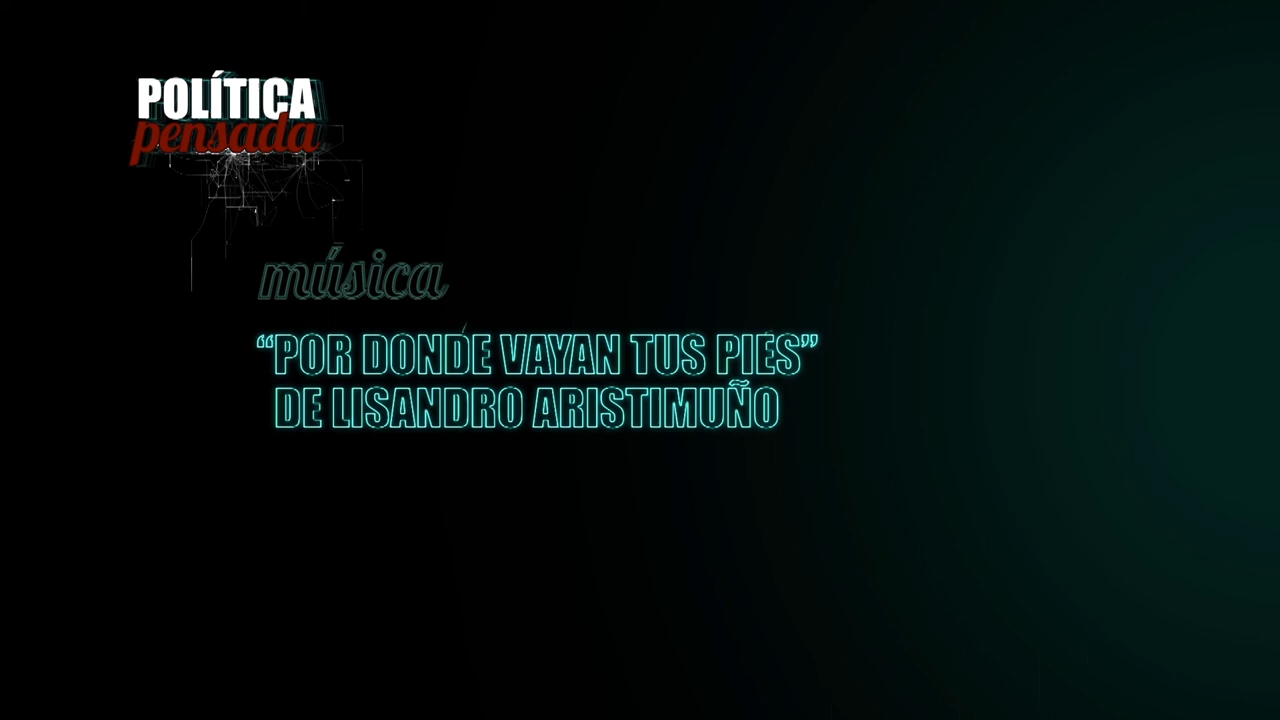 POLÍTICA
pensada
música
“POR DONDE VAYAN TUS PIES”
DE LISANDRO ARISTIMUÑO